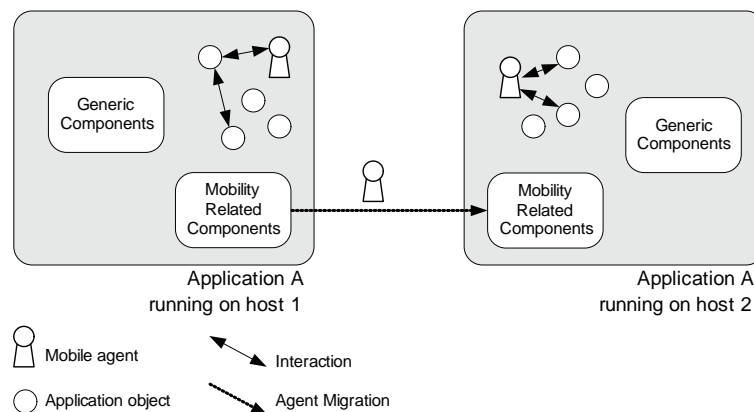 Generic
Components
Mobility
Related
Components
Generic
Components
Mobility
Related
Components
Application A
running on host 1
Application A
running on host 2
Mobile agent
Interaction
Application object
Agent Migration